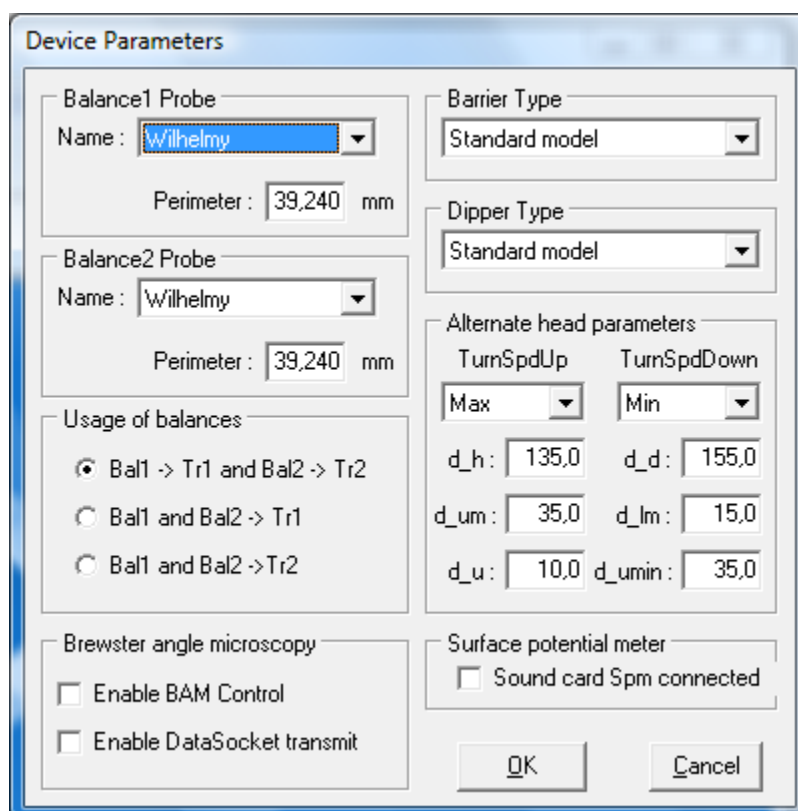 Device Parameters
Balance1 Probe
Name : Wilhelmy
Perimeter : 39,240 mm
Balance2 Probe
Name : Wilhelmy
Perimeter : 39,240 mm
Usage of balances
Bal1 -> Tr1 and Bal2 -> Tr2
Bal1 and Bal2 -> Tr1
Bal1 and Bal2 ->Tr2
Brewster angle microscopy
Enable BAM Control
Enable DataSocket transmit
Barrier Type
Standard model
Dipper Type
Standard model
Alternate head parameters
TurnSpdUp TurnSpdDown
Max Min
d_h : 135,0 d_d : 155,0
d_um : 35,0 d_lm : 15,0
d_u : 10,0 d_umin : 35,0
Surface potential meter
Sound card Spm connected
OK Cancel